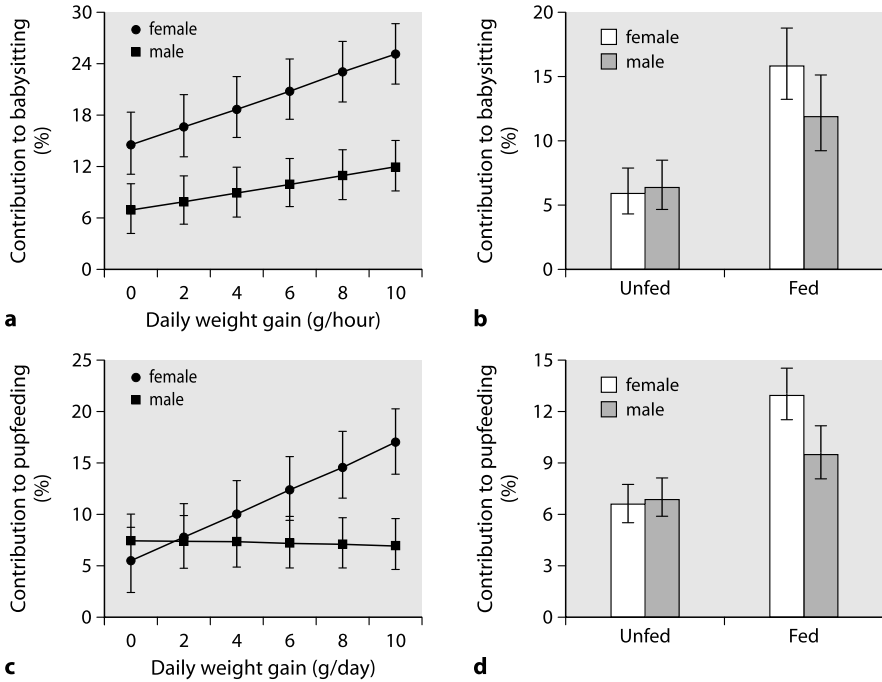 Contribution to babysitting
(%)
30
24
18
12
6
0
female
male
0 2 4 6 8 10
Daily weight gain (g/hour)
a
Contribution to babysitting
(%)
20
15
10
5
0
female
male
Unfed Fed
b
Contribution to pupfeeding
(%)
25
20
15
10
5
0
female
male
0 2 4 6 8 10
Daily weight gain (g/day)
c
Contribution to pupfeeding
(%)
15
12
9
6
3
0
female
male
Unfed Fed
d